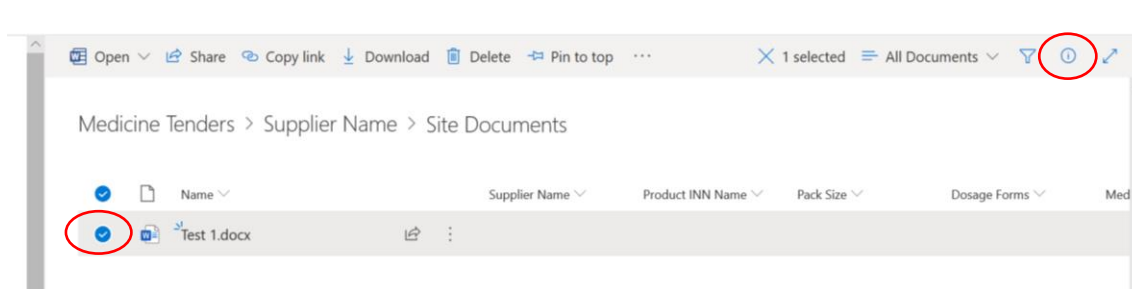 Open Share Copy link Download Delete Pin to top ··· 1 selected All Documents
Medicine Tenders > Supplier Name > Site Documents
Name Supplier Name Product INN Name Pack Size Dosage Forms Med
Test 1.docx